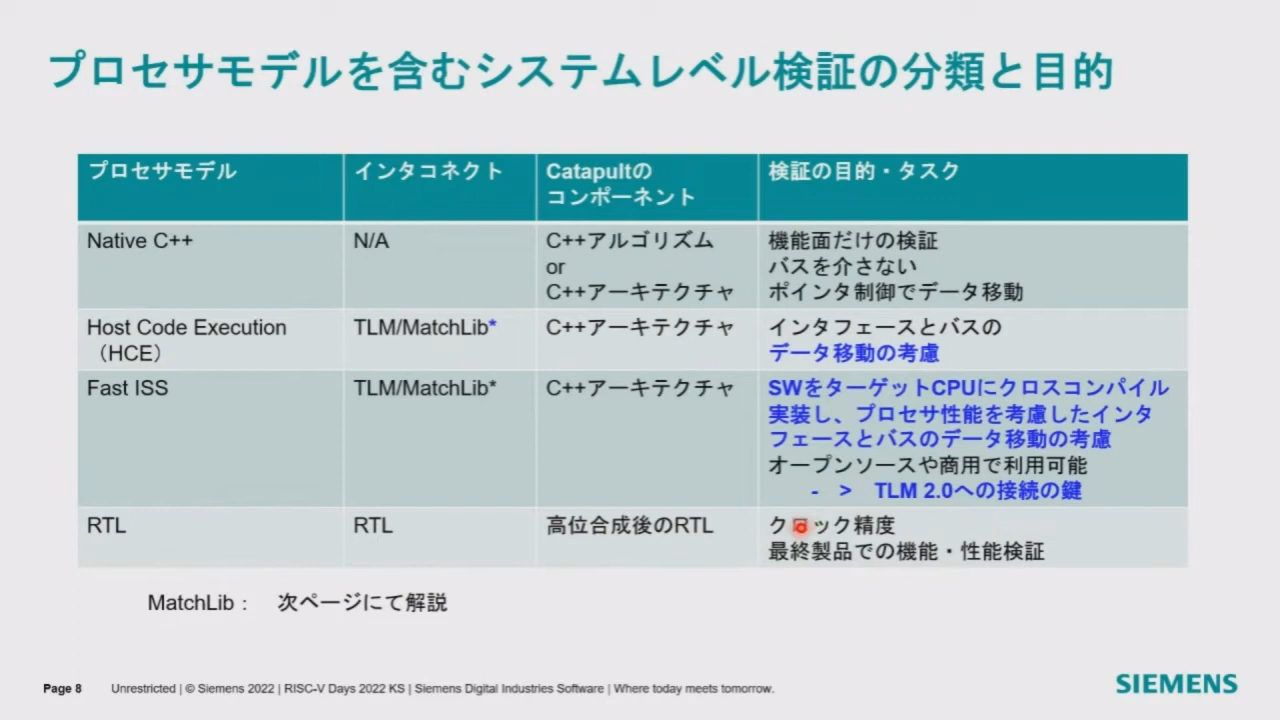 プロセサモデルを含むシステムレベル検証の分類と目的
プロセサモデル
インタコネクト
Catapultの
コンポーネント
検証の目的・タスク
Native C++
N/A
C++アルゴリズム
or
C++アーキテクチャ
機能面だけの検証
バスを介さない
ポインタ制御でデータ移動
Host Code Execution
（HCE）
TLM/MatchLib*
C++アーキテクチャ
インタフェースとバスの
データ移動の考慮
Fast ISS
TLM/MatchLib*
C++アーキテクチャ
SWをターゲットCPUにクロスコンパイル
実装し、プロセサ性能を考慮したインタ
フェースとバスのデータ移動の考慮
オープンソースや商用で利用可能
- > TLM 2.0への接続の鍵
RTL
RTL
高位合成後のRTL
クロック精度
最終製品での機能・性能検証
MatchLib： 次ページにて解説
Page 8 Unrestricted | © Siemens 2022 | RISC-V Days 2022 KS | Siemens Digital Industries Software | Where today meets tomorrow.
SIEMENS